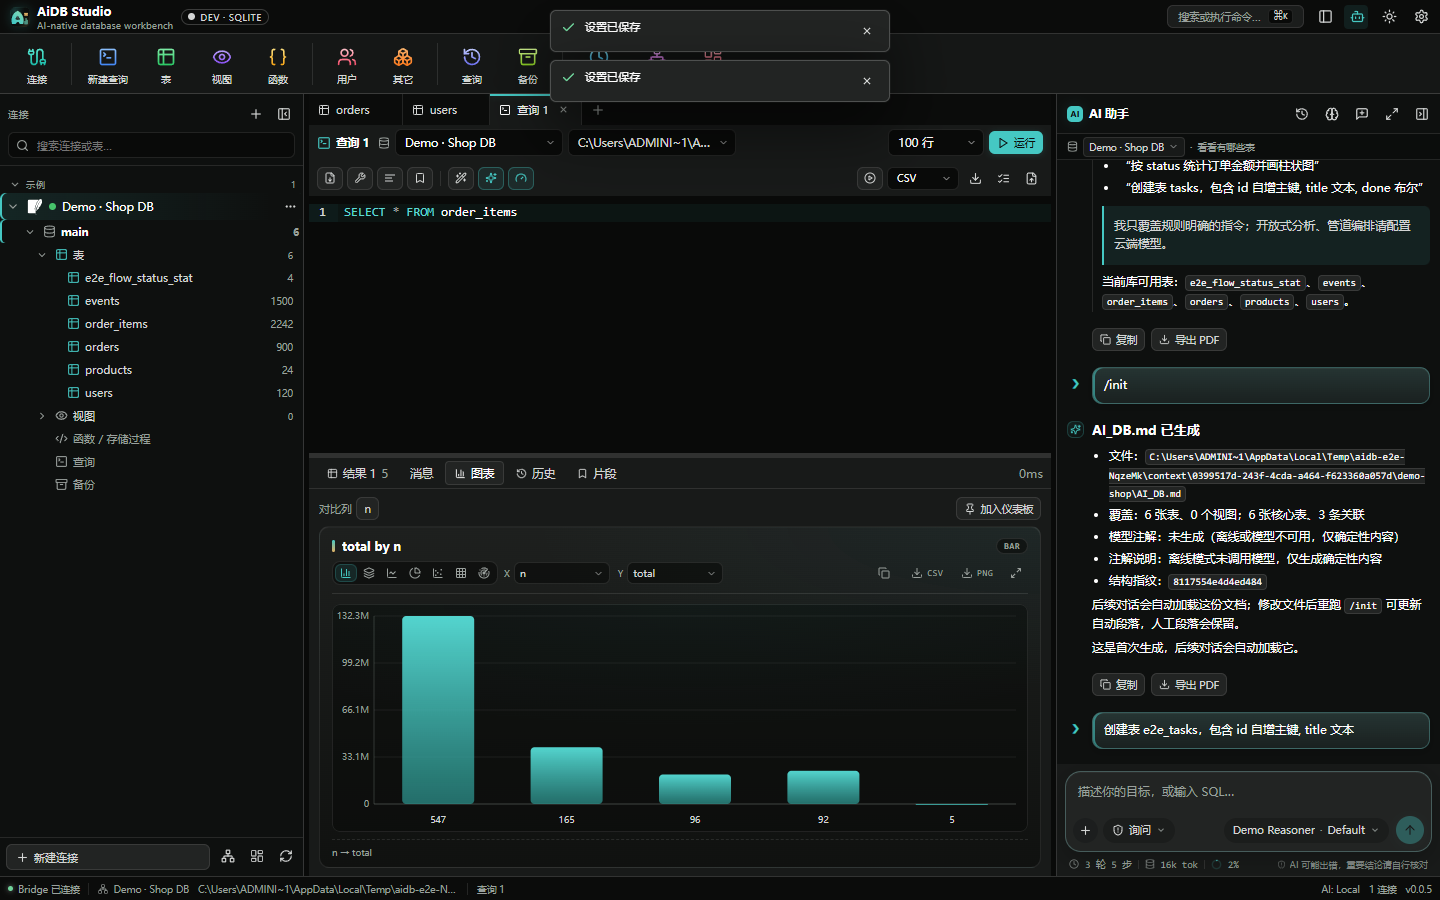 AiDB Studio
AI-native database workbench
DEV · SQLITE
搜索或执行命令... ⌘K
设置已保存
设置已保存
连接
新建查询
表
视图
函数
用户
其它
查询
备份
连接
搜索连接或表...
示例 1
Demo · Shop DB
main 6
表 6
e2e_flow_status_stat 4
events 1500
order_items 2242
orders 900
products 24
users 120
视图 0
函数 / 存储过程
查询
备份
新建连接
orders
users
查询 1
查询 1
Demo · Shop DB
C:\Users\ADMINI~1\A...
100 行
运行
CSV
1 SELECT * FROM order_items
结果 1 5
消息
图表
历史
片段
0ms
对比列 n
加入仪表板
total by n
BAR
X n
Y total
CSV
PNG
132.3M
99.2M
66.1M
33.1M
0
547 165 96 92 5
n → total
AI AI 助手
Demo · Shop DB · 看看有哪些表
“按 status 统计订单金额并画柱状图”
“创建表 tasks，包含 id 自增主键, title 文本, done 布尔”
我只覆盖规则明确的指令；开放式分析、管道编排请配置
云端模型。
当前库可用表：e2e_flow_status_stat、events、
order_items、orders、products、users。
复制
导出 PDF
/init
AI_DB.md 已生成
文件：C:\Users\ADMINI~1\AppData\Local\Temp\aidb-e2e-
NqzeMk\context\0399517d-243f-4cda-a464-f623360a057d\demo-
shop\AI_DB.md
覆盖：6 张表、0 个视图；6 张核心表、3 条关联
模型注解：未生成（离线或模型不可用，仅确定性内容）
注解说明：离线模式未调用模型，仅生成确定性内容
结构指纹：8117554e4d4ed484
后续对话会自动加载这份文档；修改文件后重跑 /init 可更新
自动段落，人工段落会保留。
这是首次生成，后续对话会自动加载它。
复制
导出 PDF
创建表 e2e_tasks，包含 id 自增主键, title 文本
描述你的目标，或输入 SQL...
询问
Demo Reasoner · Default
3 轮 5 步
16k tok
2%
AI 可能出错，重要结论请自行核对
Bridge 已连接
Demo · Shop DB
C:\Users\ADMINI~1\AppData\Local\Temp\aidb-e2e-N...
查询 1
AI: Local
1 连接
v0.0.5